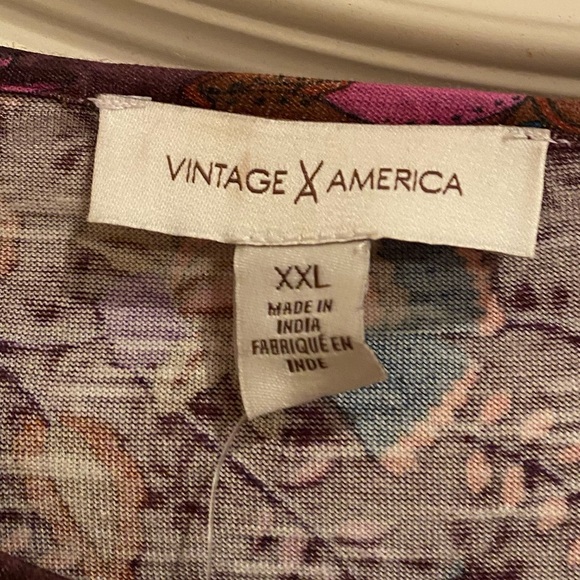 VINTAGE X AMERICA
XXL
MADE IN
INDIA
FABRIQUÉ EN
INDE